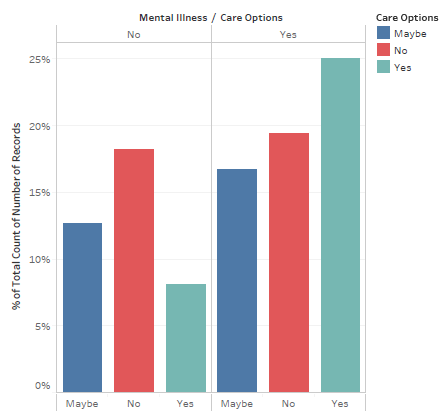 Mental Illness / Care Options
Care Options
No
Yes
Maybe
No
Yes
% of Total Count of Number of Records
25%
20%
15%
10%
5%
0%
Maybe
No
Yes
Maybe
No
Yes